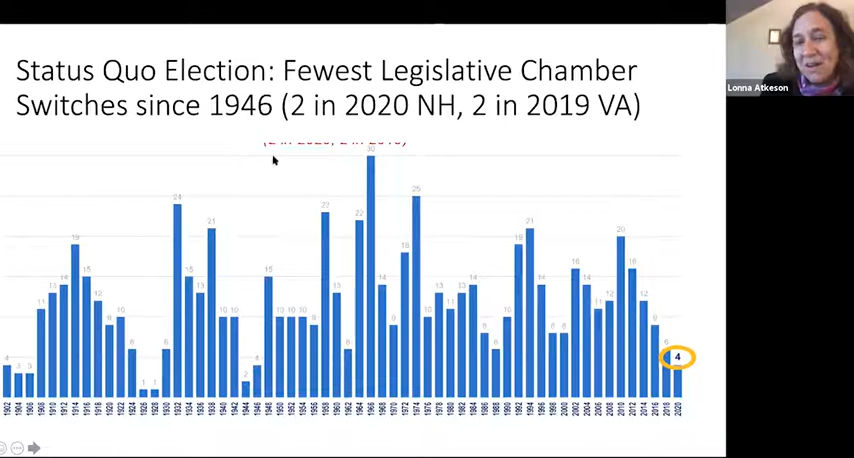 Status Quo Election: Fewest Legislative Chamber
Switches since 1946 (2 in 2020 NH, 2 in 2019 VA)
Lonna Atkeson
4 3 3 11 13 14 19 15 12 9 10 6 1 1 6 24 15 13 21 10 10 2 4 15 10 10 10 9 23 13 6 22 30 14 9 18 25 10 13 11 13 14 8 6 10 19 21 14 8 8 16 14 11 12 20 16 12 9 6 4
1902 1904 1906 1908 1910 1912 1914 1916 1918 1920 1922 1924 1926 1928 1930 1932 1934 1936 1938 1940 1942 1944 1946 1948 1950 1952 1954 1956 1958 1960 1962 1964 1966 1968 1970 1972 1974 1976 1978 1980 1982 1984 1986 1988 1990 1992 1994 1996 1998 2000 2002 2004 2006 2008 2010 2012 2014 2016 2018 2020